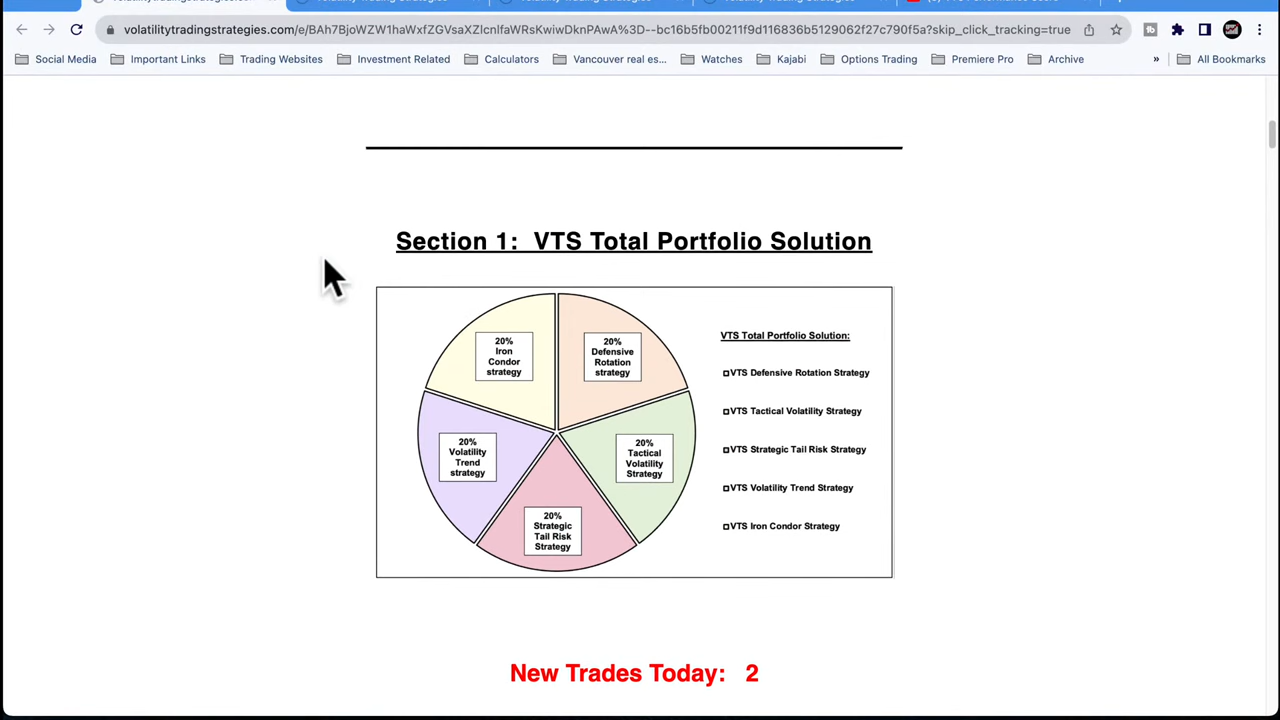 volatilitytradingstrategies.com/e/BAh7BjoWZW1haWxfZGVsaXZlcnlfaWRsKwiwDknPAwA%3D--bc16b5fb00211f9d116836b5129062f27c790f5a?skip_click_tracking=true
Social Media Important Links Trading Websites Investment Related Calculators Vancouver real es... Watches Kajabi Options Trading Premiere Pro Archive » All Bookmarks
Section 1: VTS Total Portfolio Solution
20%
Iron
Condor
strategy
20%
Defensive
Rotation
strategy
20%
Volatility
Trend
strategy
20%
Tactical
Volatility
Strategy
20%
Strategic
Tail Risk
Strategy
VTS Total Portfolio Solution:
VTS Defensive Rotation Strategy
VTS Tactical Volatility Strategy
VTS Strategic Tail Risk Strategy
VTS Volatility Trend Strategy
VTS Iron Condor Strategy
New Trades Today: 2